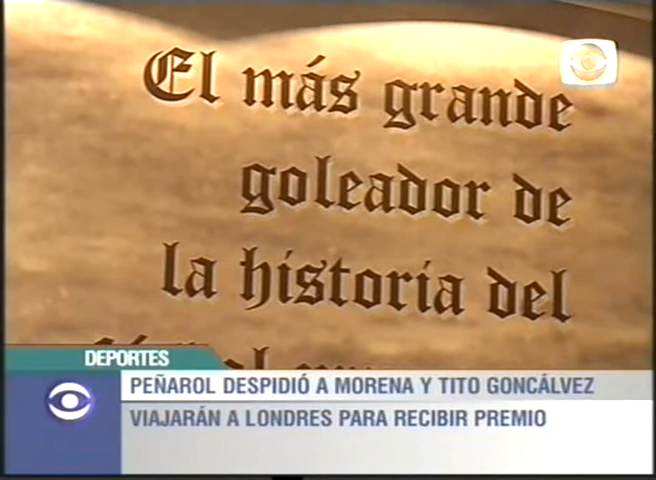 El más grande
goleador de
la historia del
DEPORTES
PEÑAROL DESPIDIÓ A MORENA Y TITO GONCÁLVEZ
VIAJARÁN A LONDRES PARA RECIBIR PREMIO